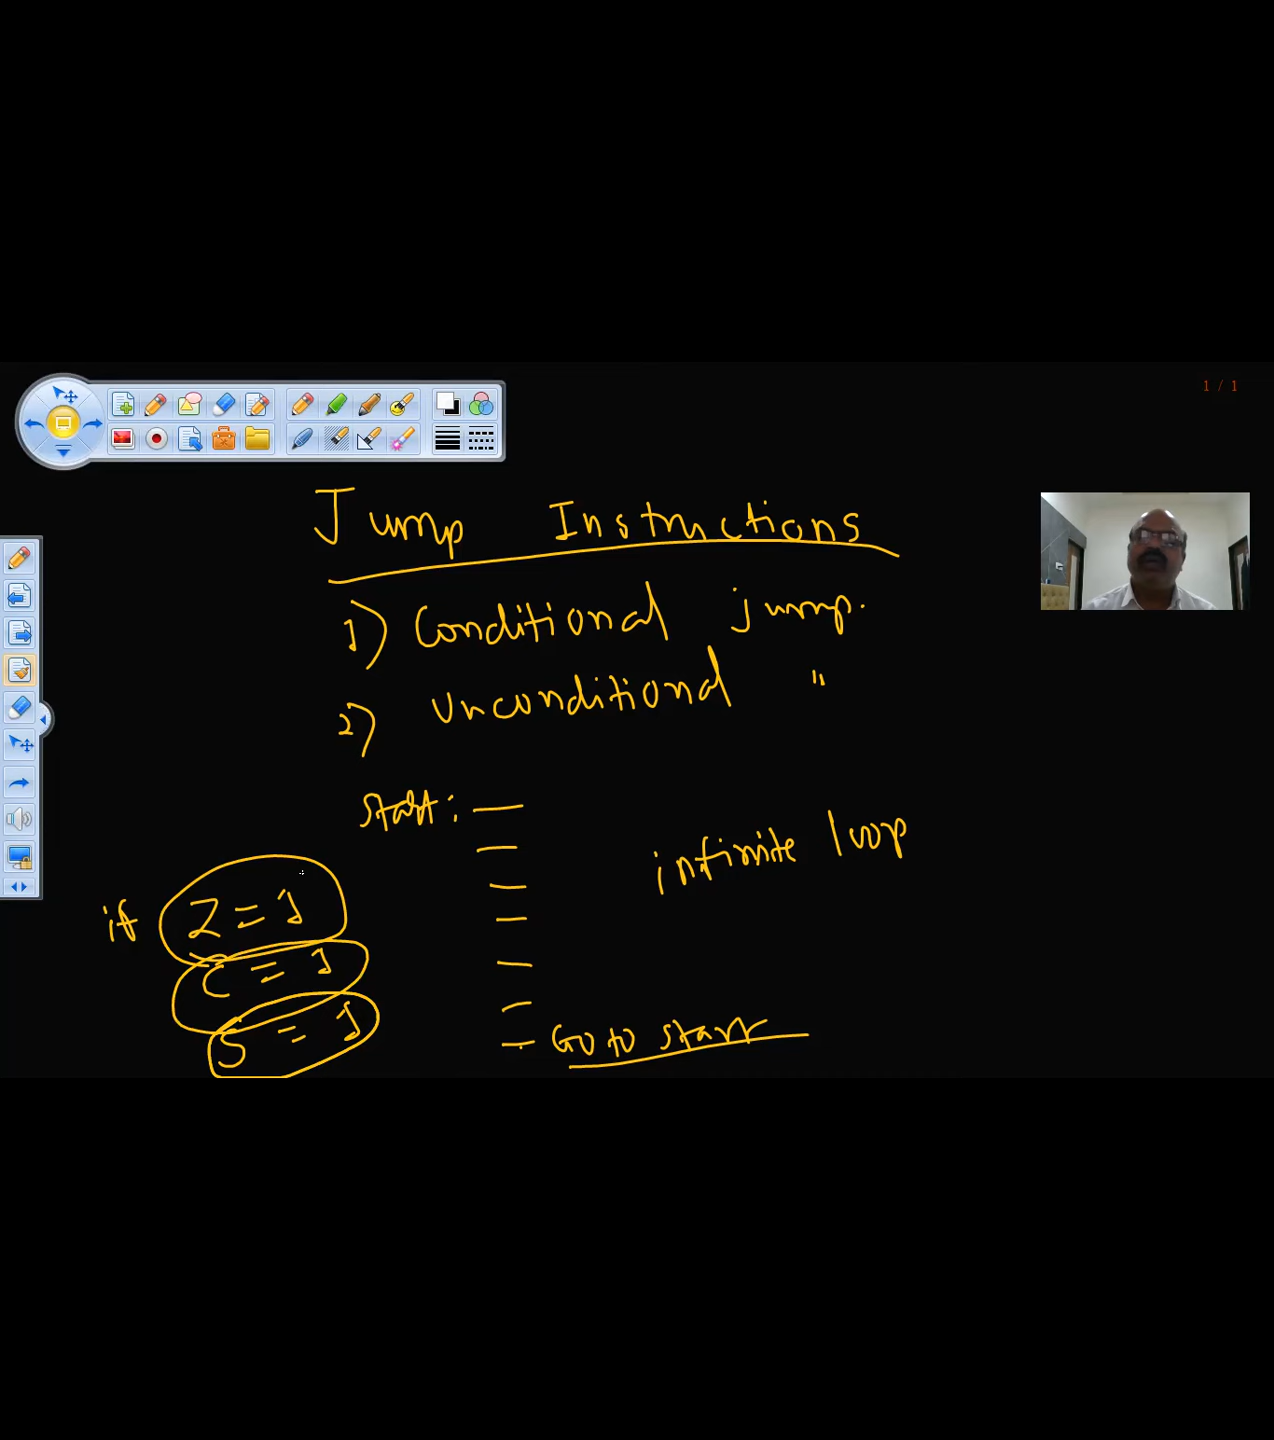 1 / 1
Jump Instructions
1) Conditional jump.
2) Unconditional "
start :
infinite loop
if Z = 1
C = 1
S = 1
Go to start